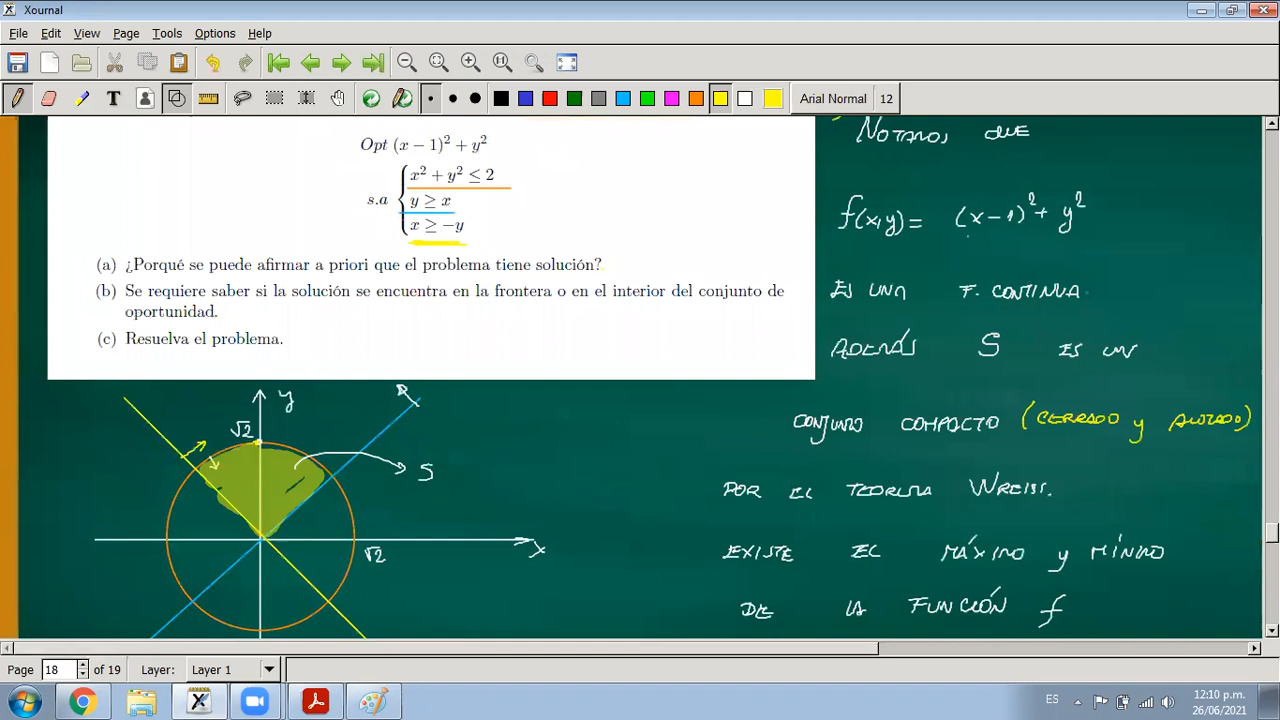 Xournal
File Edit View Page Tools Options Help
Arial Normal 12
Opt (x − 1)² + y²
s.a { x² + y² ≤ 2
y ≥ x
x ≥ −y
(a) ¿Porqué se puede afirmar a priori que el problema tiene solución?
(b) Se requiere saber si la solución se encuentra en la frontera o en el interior del conjunto de
oportunidad.
(c) Resuelva el problema.
y
√2
S
x
√2
NOTAMOS QUE
f(x,y) = (x−1)² + y²
ES UNA F. CONTINUA
ADEMÁS S ES UN
CONJUNTO COMPACTO (CERRADO y ACOTADO)
POR EL TEOREMA WEISS.
EXISTE EL MÁXIMO y MÍNIMO
DE LA FUNCIÓN f
Page 18 of 19 Layer: Layer 1
ES 12:10 p.m.
26/06/2021